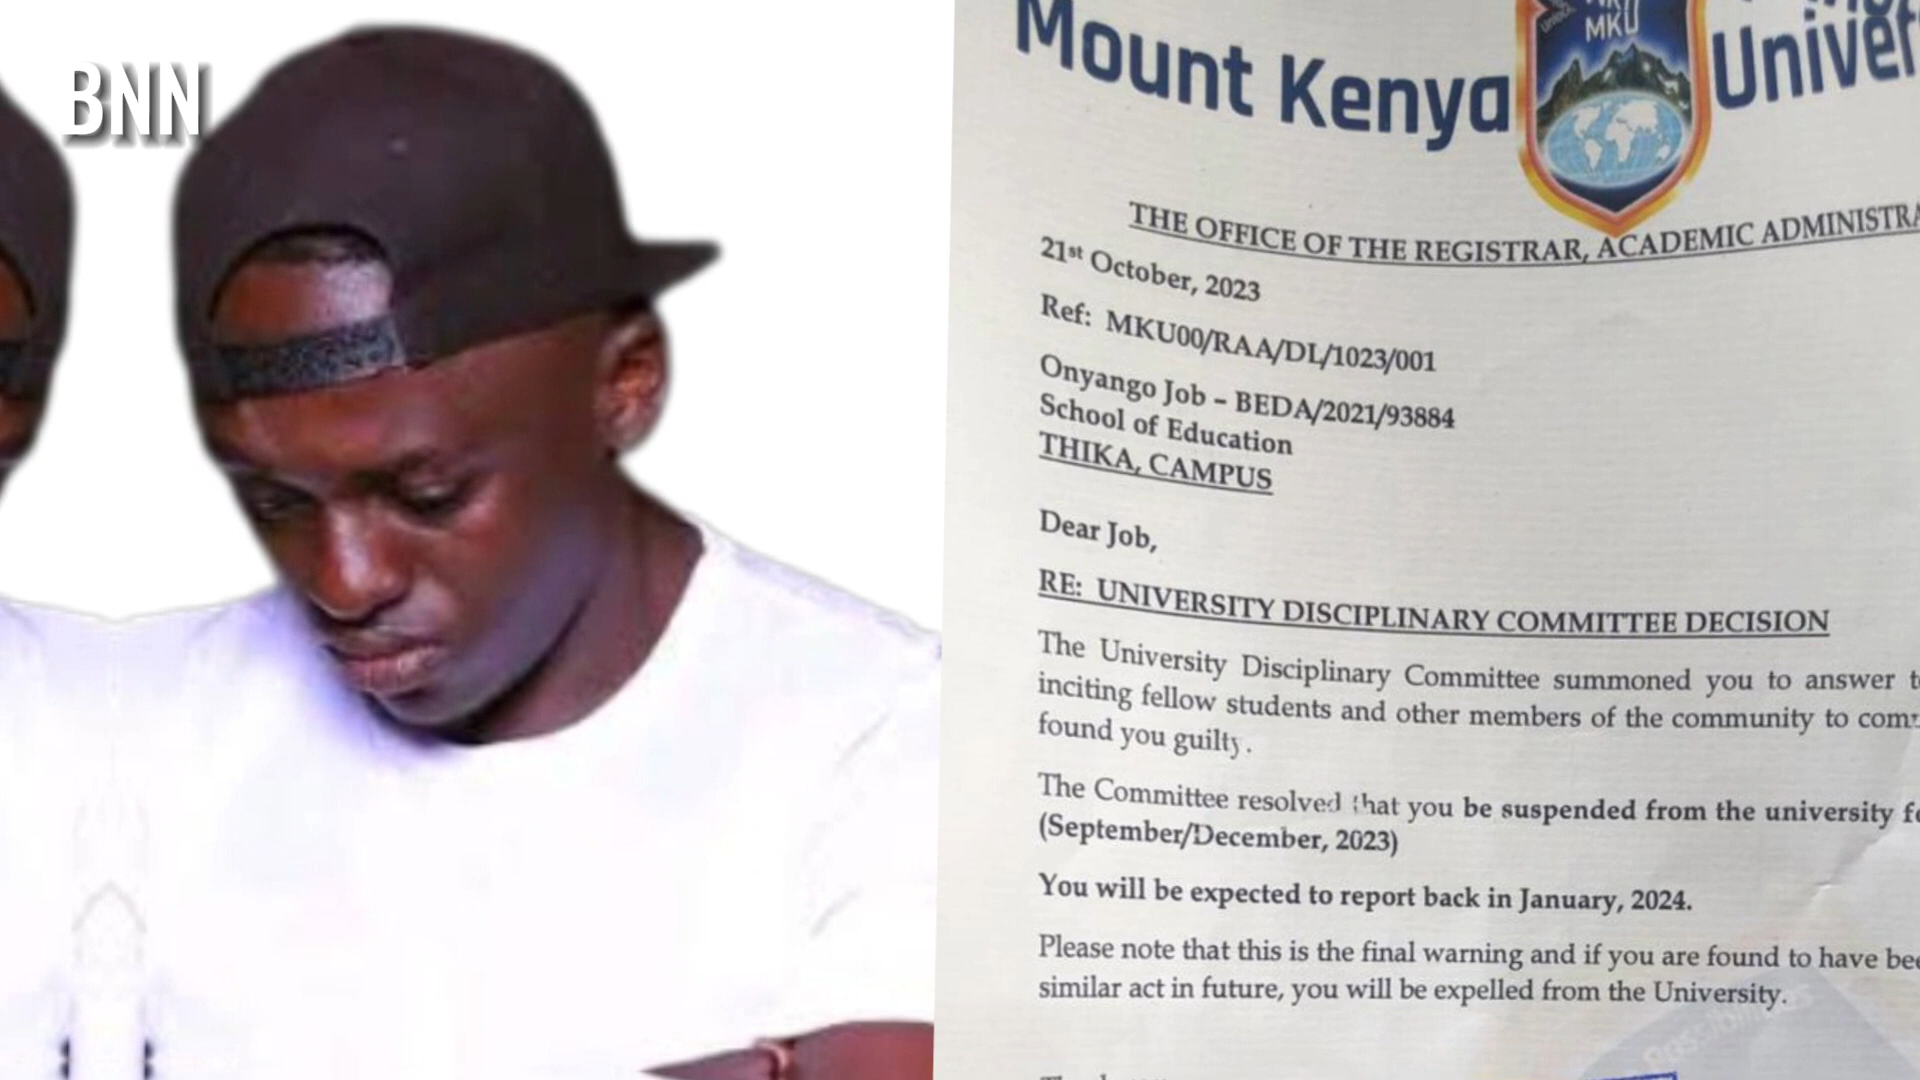 BNN
Mount Kenya
MKU
Univer
THE OFFICE OF THE REGISTRAR, ACADEMIC ADMINISTRA
21st October, 2023
Ref: MKU00/RAA/DL/1023/001
Onyango Job – BEDA/2021/93884
School of Education
THIKA, CAMPUS
Dear Job,
RE: UNIVERSITY DISCIPLINARY COMMITTEE DECISION
The University Disciplinary Committee summoned you to answer t
inciting fellow students and other members of the community to com
found you guilty.
The Committee resolved that you be suspended from the university f
(September/December, 2023)
You will be expected to report back in January, 2024.
Please note that this is the final warning and if you are found to have bee
similar act in future, you will be expelled from the University.